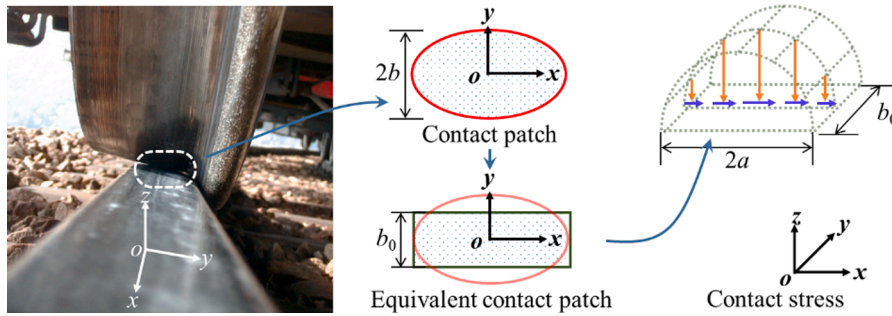 z
o
y
x
y
2b
o
x
Contact patch
y
b0
o
x
Equivalent contact patch
b0
2a
z
y
o
x
Contact stress